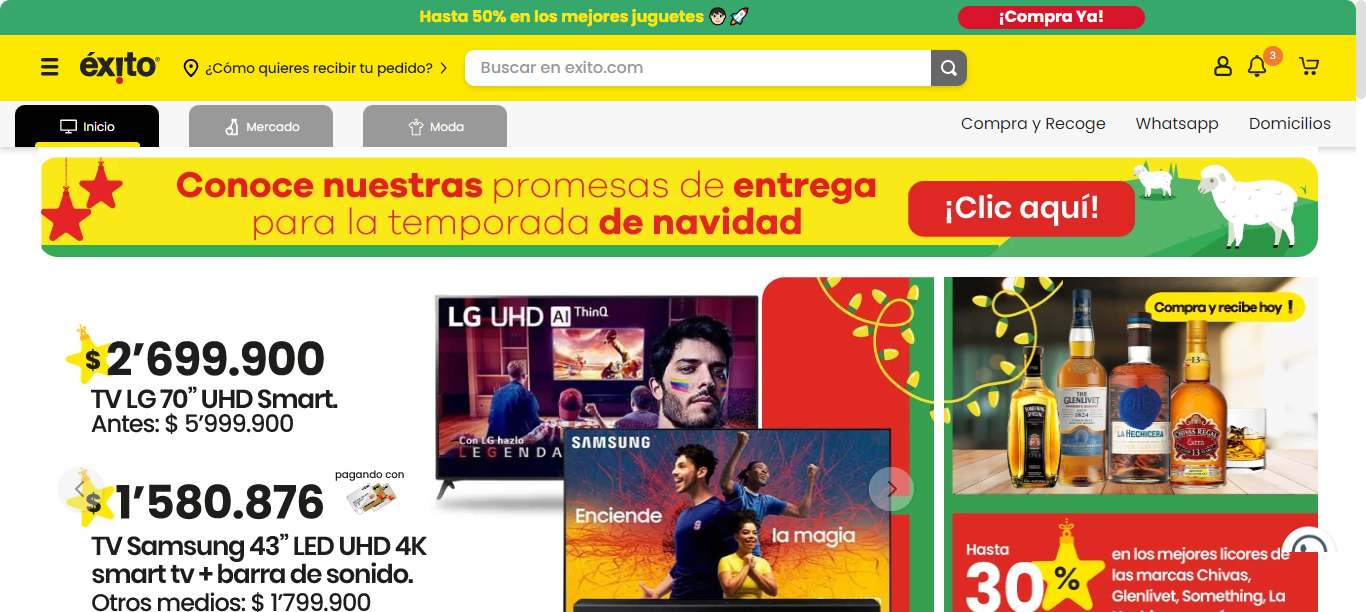 Hasta 50% en los mejores juguetes
¡Compra Ya!
éxito
¿Cómo quieres recibir tu pedido?
Buscar en exito.com
3
Inicio
Mercado
Moda
Compra y Recoge
Whatsapp
Domicilios
Conoce nuestras promesas de entrega
para la temporada de navidad
¡Clic aquí!
$2’699.900
TV LG 70” UHD Smart.
Antes: $ 5’999.900
pagando con
$1’580.876
TV Samsung 43” LED UHD 4K
smart tv + barra de sonido.
Otros medios: $ 1’799.900
LG UHD AI ThinQ
Con LG hazlo
LEGENDA
SAMSUNG
Enciende
la magia
Compra y recibe hoy !
SOMETHING
THE
GLENLIVET
1824
LA HECHICERA
13
CHIVAS REGAL
Extra
13
Hasta
30%
en los mejores licores de
las marcas Chivas,
Glenlivet, Something, La